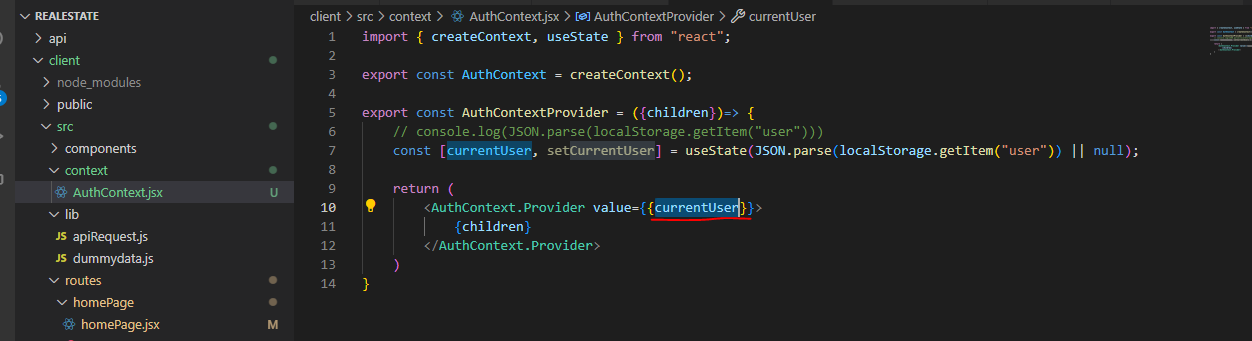 REALESTATE
api
client
node_modules
public
src
components
context
AuthContext.jsx U
lib
JS apiRequest.js
JS dummydata.js
routes
homePage
homePage.jsx M
client > src > context > AuthContext.jsx > AuthContextProvider > currentUser
1 import { createContext, useState } from "react";
2
3 export const AuthContext = createContext();
4
5 export const AuthContextProvider = ({children})=> {
6 // console.log(JSON.parse(localStorage.getItem("user")))
7 const [currentUser, setCurrentUser] = useState(JSON.parse(localStorage.getItem("user")) || null);
8
9 return (
10 <AuthContext.Provider value={{currentUser}}>
11 {children}
12 </AuthContext.Provider>
13 )
14 }